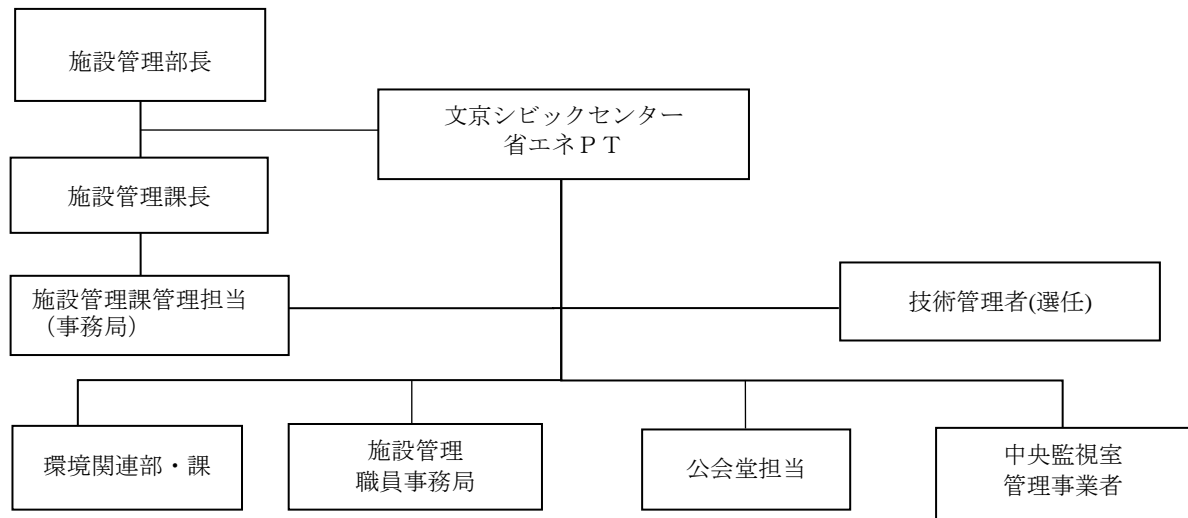 施設管理部長
文京シビックセンター
省エネＰＴ
施設管理課長
施設管理課管理担当
（事務局）
技術管理者(選任)
環境関連部・課
施設管理
職員事務局
公会堂担当
中央監視室
管理事業者